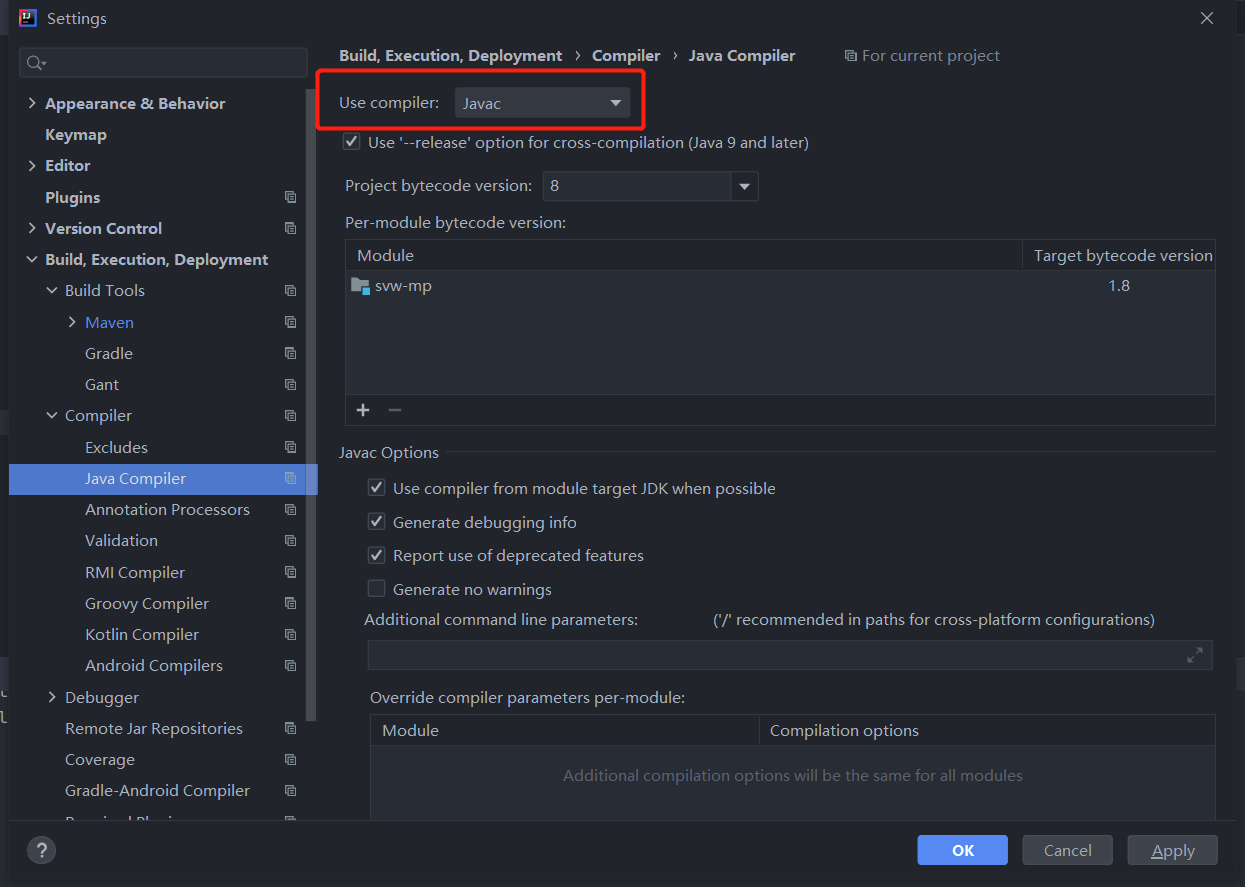 Settings
Build, Execution, Deployment › Compiler › Java Compiler For current project
Appearance & Behavior
Keymap
Editor
Plugins
Version Control
Build, Execution, Deployment
Build Tools
Maven
Gradle
Gant
Compiler
Excludes
Java Compiler
Annotation Processors
Validation
RMI Compiler
Groovy Compiler
Kotlin Compiler
Android Compilers
Debugger
Remote Jar Repositories
Coverage
Gradle-Android Compiler
Use compiler: Javac
Use '--release' option for cross-compilation (Java 9 and later)
Project bytecode version: 8
Per-module bytecode version:
Module Target bytecode version
svw-mp 1.8
Javac Options
Use compiler from module target JDK when possible
Generate debugging info
Report use of deprecated features
Generate no warnings
Additional command line parameters: ('/' recommended in paths for cross-platform configurations)
Override compiler parameters per-module:
Module Compilation options
Additional compilation options will be the same for all modules
? OK Cancel Apply